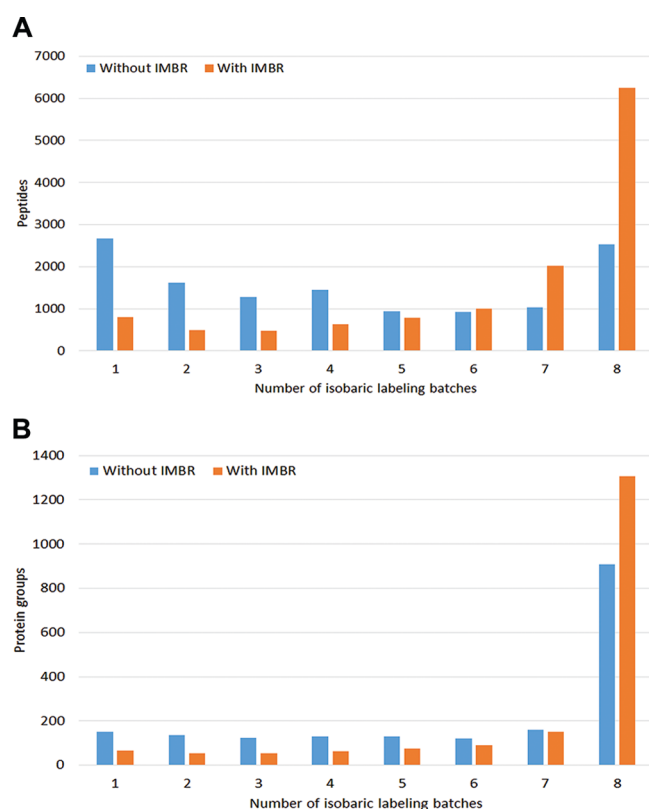 A
7000
Without IMBR With IMBR
6000
5000
4000
Peptides
3000
2000
1000
0
1 2 3 4 5 6 7 8
Number of isobaric labeling batches
B
1400
Without IMBR With IMBR
1200
1000
800
Protein groups
600
400
200
0
1 2 3 4 5 6 7 8
Number of isobaric labeling batches